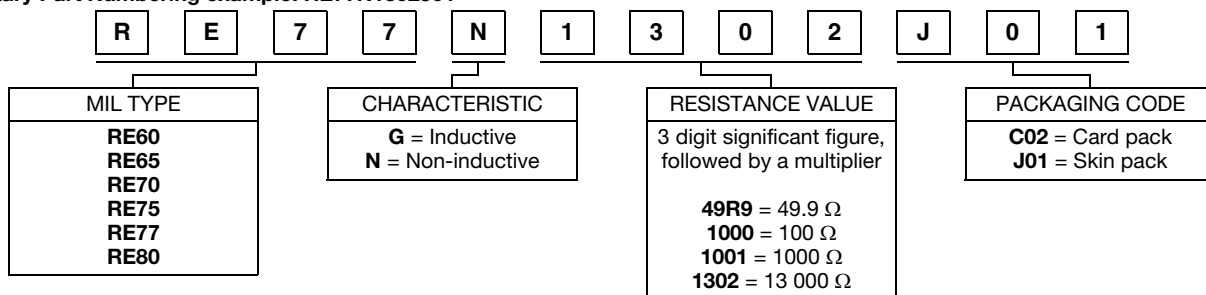 R E 7 7 N 1 3 0 2 J 0 1
MIL TYPE
RE60
RE65
RE70
RE75
RE77
RE80
CHARACTERISTIC
G = Inductive
N = Non-inductive
RESISTANCE VALUE
3 digit significant figure,
followed by a multiplier
49R9 = 49.9 Ω
1000 = 100 Ω
1001 = 1000 Ω
1302 = 13 000 Ω
PACKAGING CODE
C02 = Card pack
J01 = Skin pack